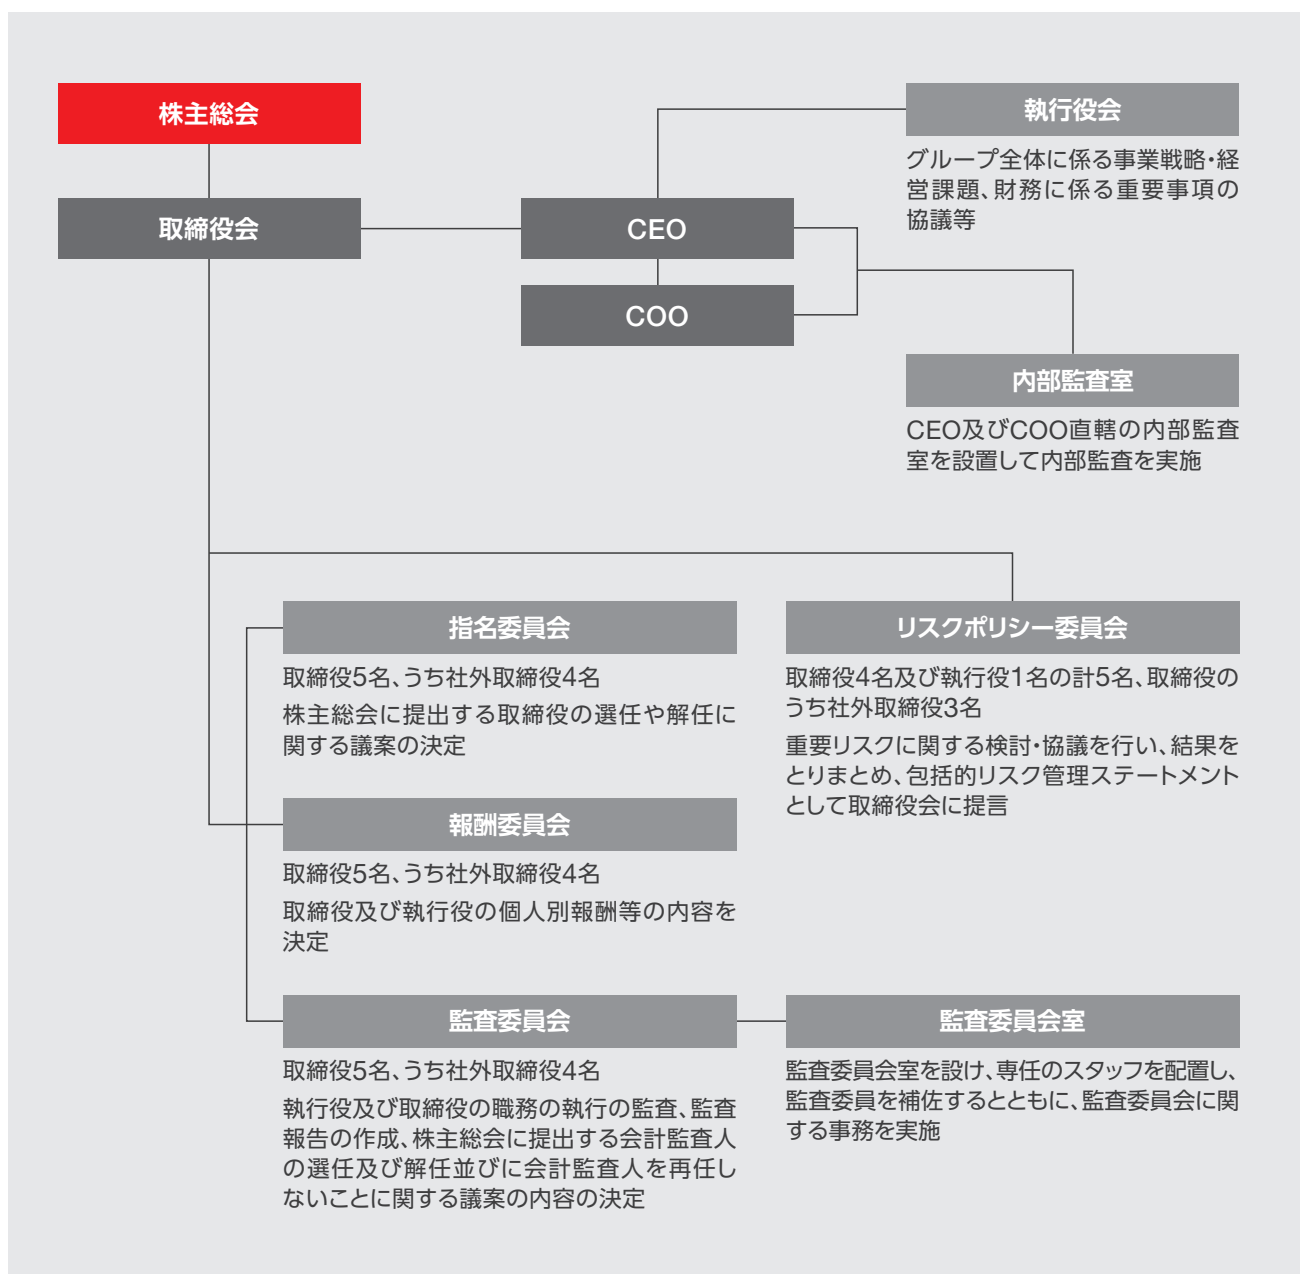 株主総会
執行役会
グループ全体に係る事業戦略・経
営課題、財務に係る重要事項の
協議等
取締役会
CEO
COO
内部監査室
CEO及びCOO直轄の内部監査
室を設置して内部監査を実施
指名委員会
取締役5名、うち社外取締役4名
株主総会に提出する取締役の選任や解任に
関する議案の決定
リスクポリシー委員会
取締役4名及び執行役1名の計5名、取締役の
うち社外取締役3名
重要リスクに関する検討・協議を行い、結果を
とりまとめ、包括的リスク管理ステートメント
として取締役会に提言
報酬委員会
取締役5名、うち社外取締役4名
取締役及び執行役の個人別報酬等の内容を
決定
監査委員会
取締役5名、うち社外取締役4名
執行役及び取締役の職務の執行の監査、監査
報告の作成、株主総会に提出する会計監査人
の選任及び解任並びに会計監査人を再任し
ないことに関する議案の内容の決定
監査委員会室
監査委員会室を設け、専任のスタッフを配置し、
監査委員を補佐するとともに、監査委員会に関
する事務を実施